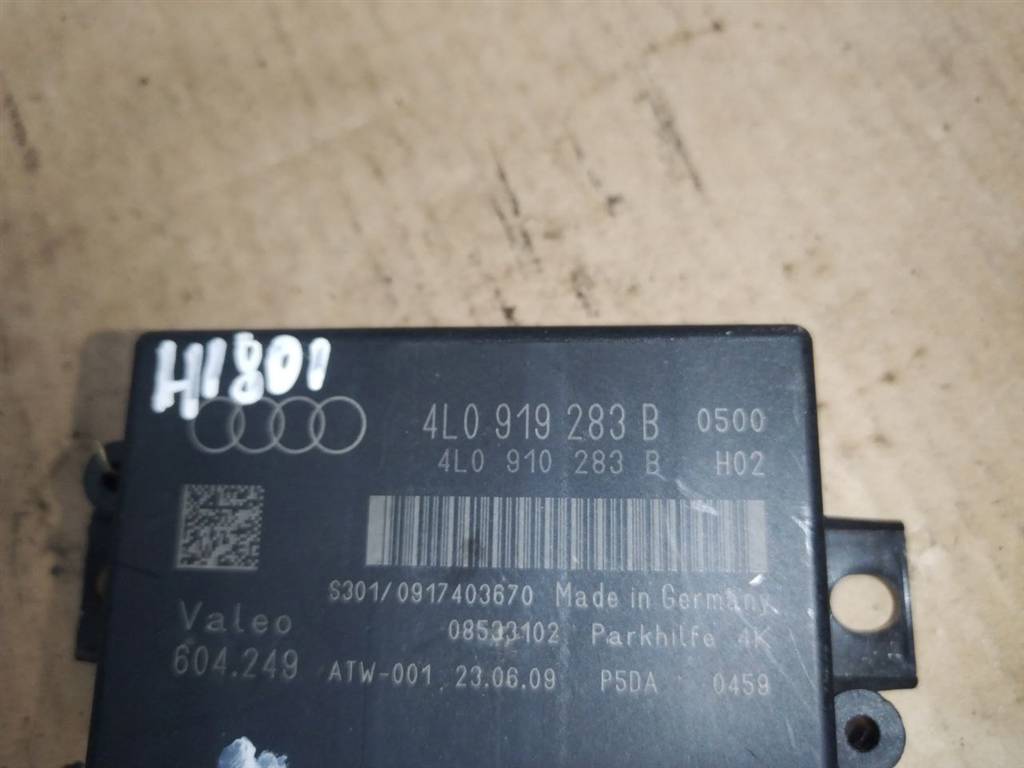 H1801
4L0 919 283 B 0500
4L0 910 283 B H02
S301/0917403670 Made in Germany
Valeo 08533102 Parkhilfe 4K
604.249 ATW-001 23.06.09 P5DA 0459